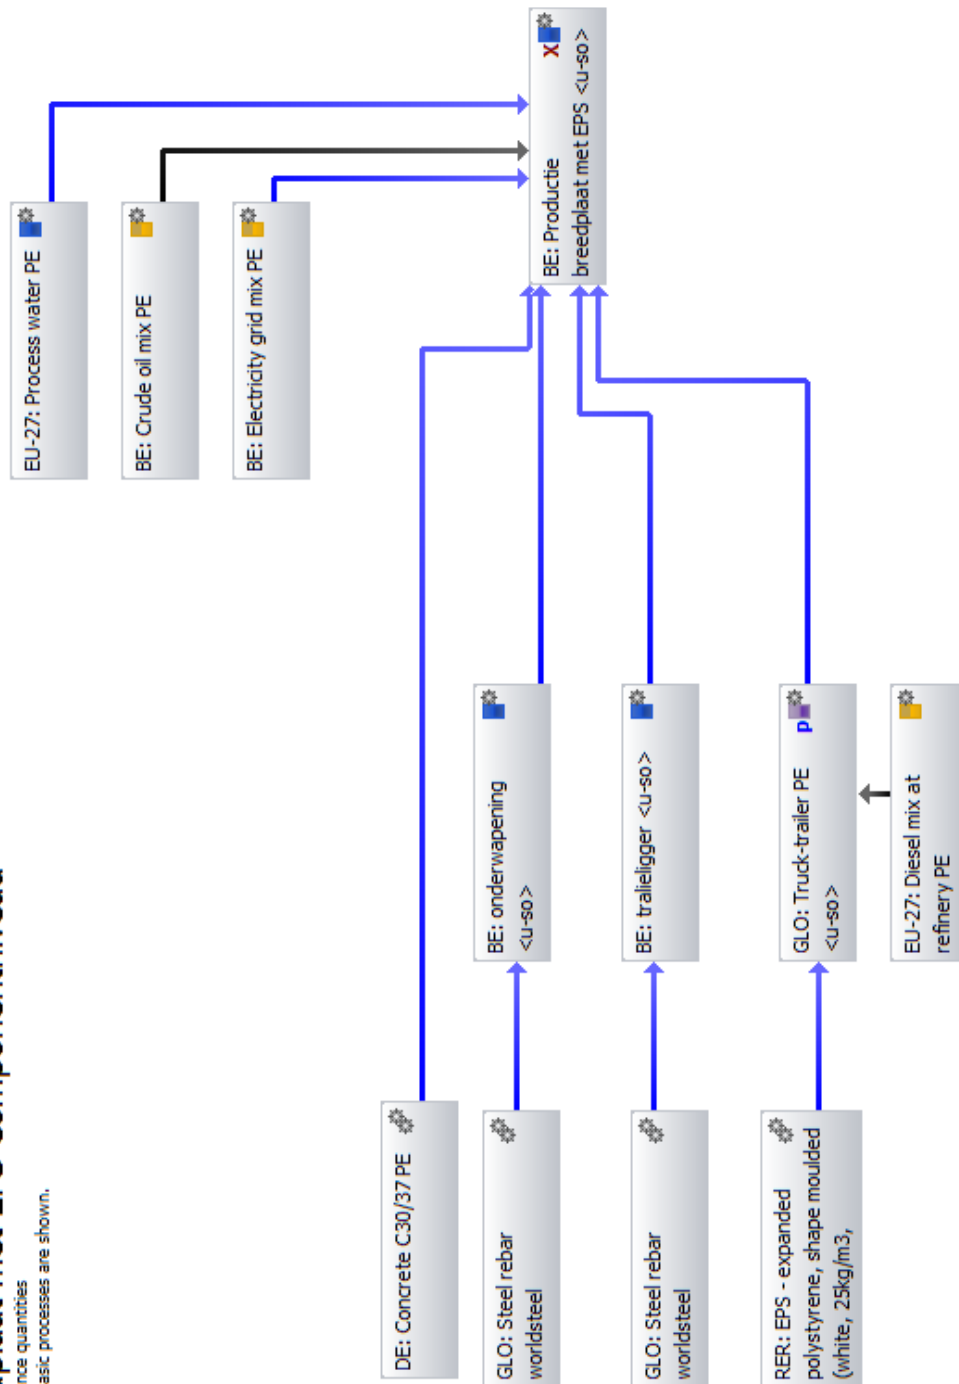 nce quantities
asic processes are shown.
EU-27: Process water PE
BE: Crude oil mix PE
BE: Electricity grid mix PE
BE: Productie
breedplaat met EPS <u-so>
X
DE: Concrete C30/37 PE
GLO: Steel rebar
worldsteel
BE: onderwapening
<u-so>
GLO: Steel rebar
worldsteel
BE: tralieligger <u-so>
RER: EPS - expanded
polystyrene, shape moulded
(white, 25kg/m3,
GLO: Truck-trailer PE
<u-so>
p
EU-27: Diesel mix at
refinery PE